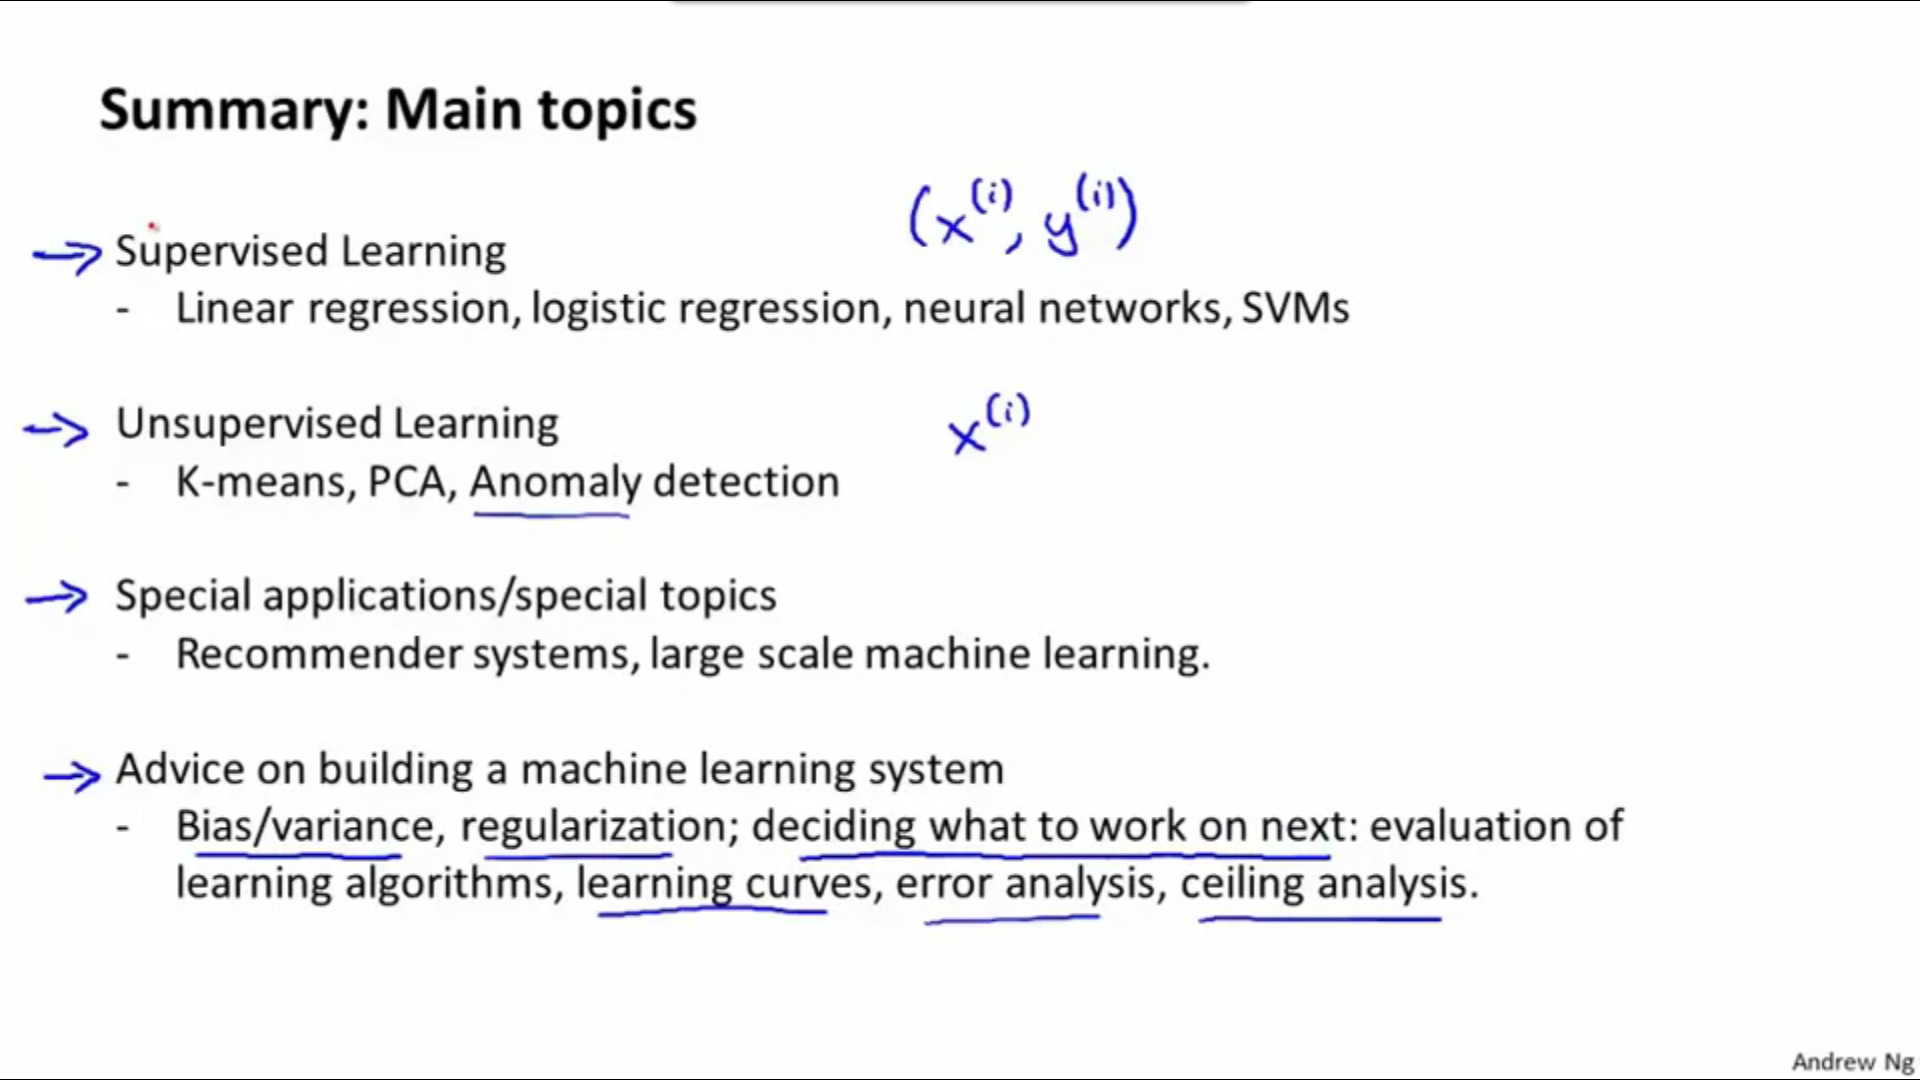 Summary: Main topics
(x^(i), y^(i))
Supervised Learning
- Linear regression, logistic regression, neural networks, SVMs
Unsupervised Learning x^(i)
- K-means, PCA, Anomaly detection
Special applications/special topics
- Recommender systems, large scale machine learning.
Advice on building a machine learning system
- Bias/variance, regularization; deciding what to work on next: evaluation of
learning algorithms, learning curves, error analysis, ceiling analysis.
Andrew Ng